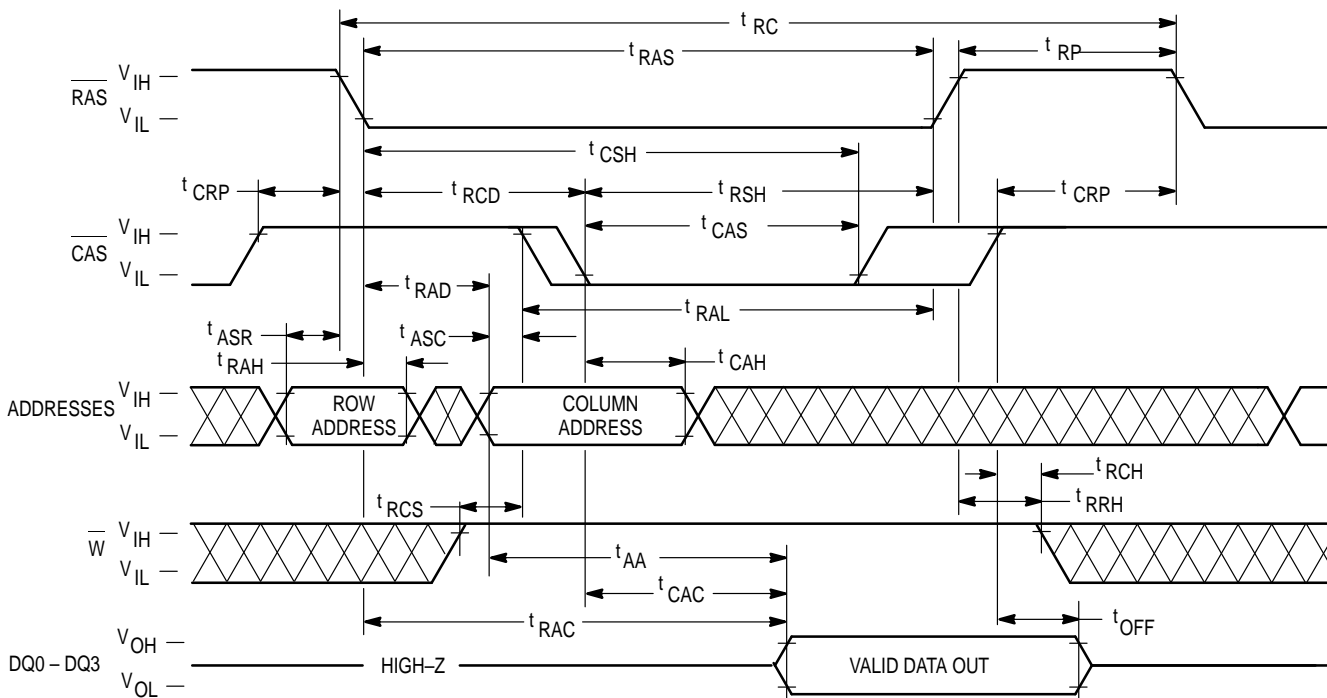 t RC
t RAS
t RP
RAS
V IH
V IL
t CSH
t CRP
t RCD
t RSH
t CRP
CAS
V IH
V IL
t CAS
t RAD
t RAL
t ASR
t ASC
t RAH
t CAH
ADDRESSES
V IH
V IL
ROW
ADDRESS
COLUMN
ADDRESS
t RCH
t RCS
t RRH
W
V IH
V IL
t AA
t CAC
t RAC
t OFF
DQ0 – DQ3
V OH
V OL
HIGH–Z
VALID DATA OUT